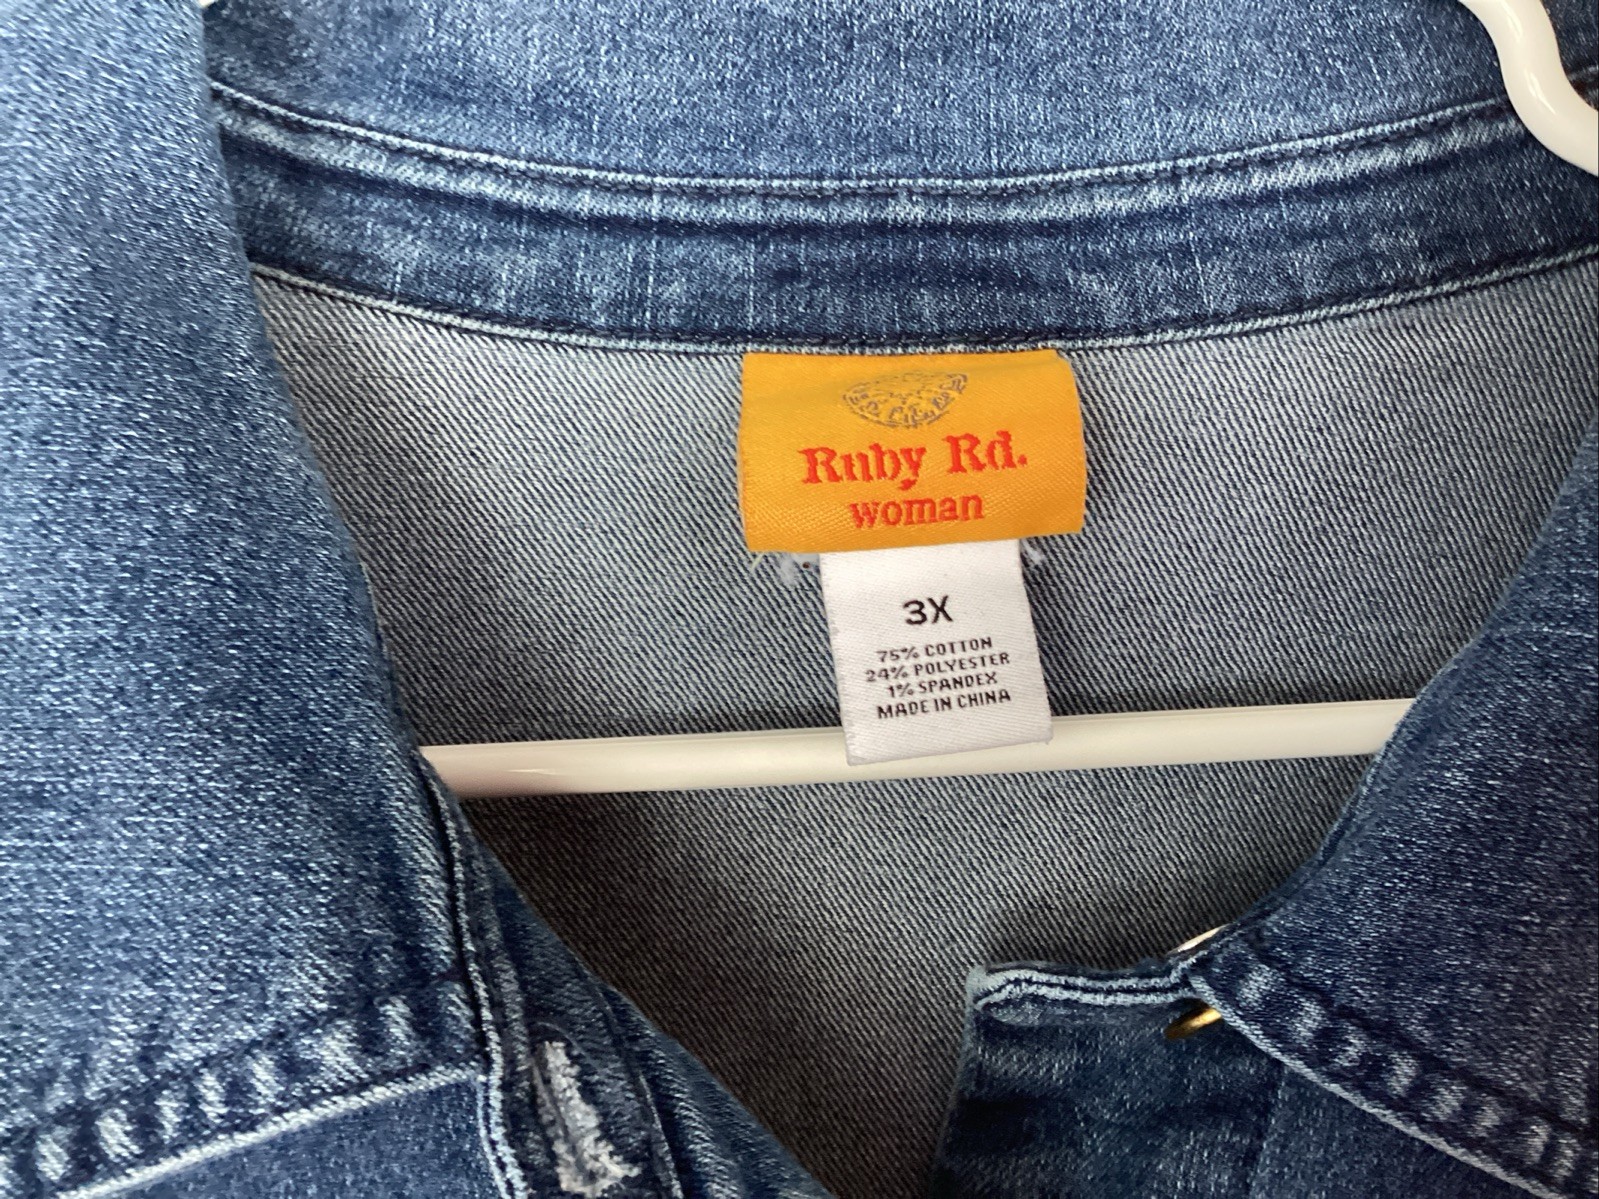 Ruby Rd.
woman
3X
75% COTTON
24% POLYESTER
1% SPANDEX
MADE IN CHINA